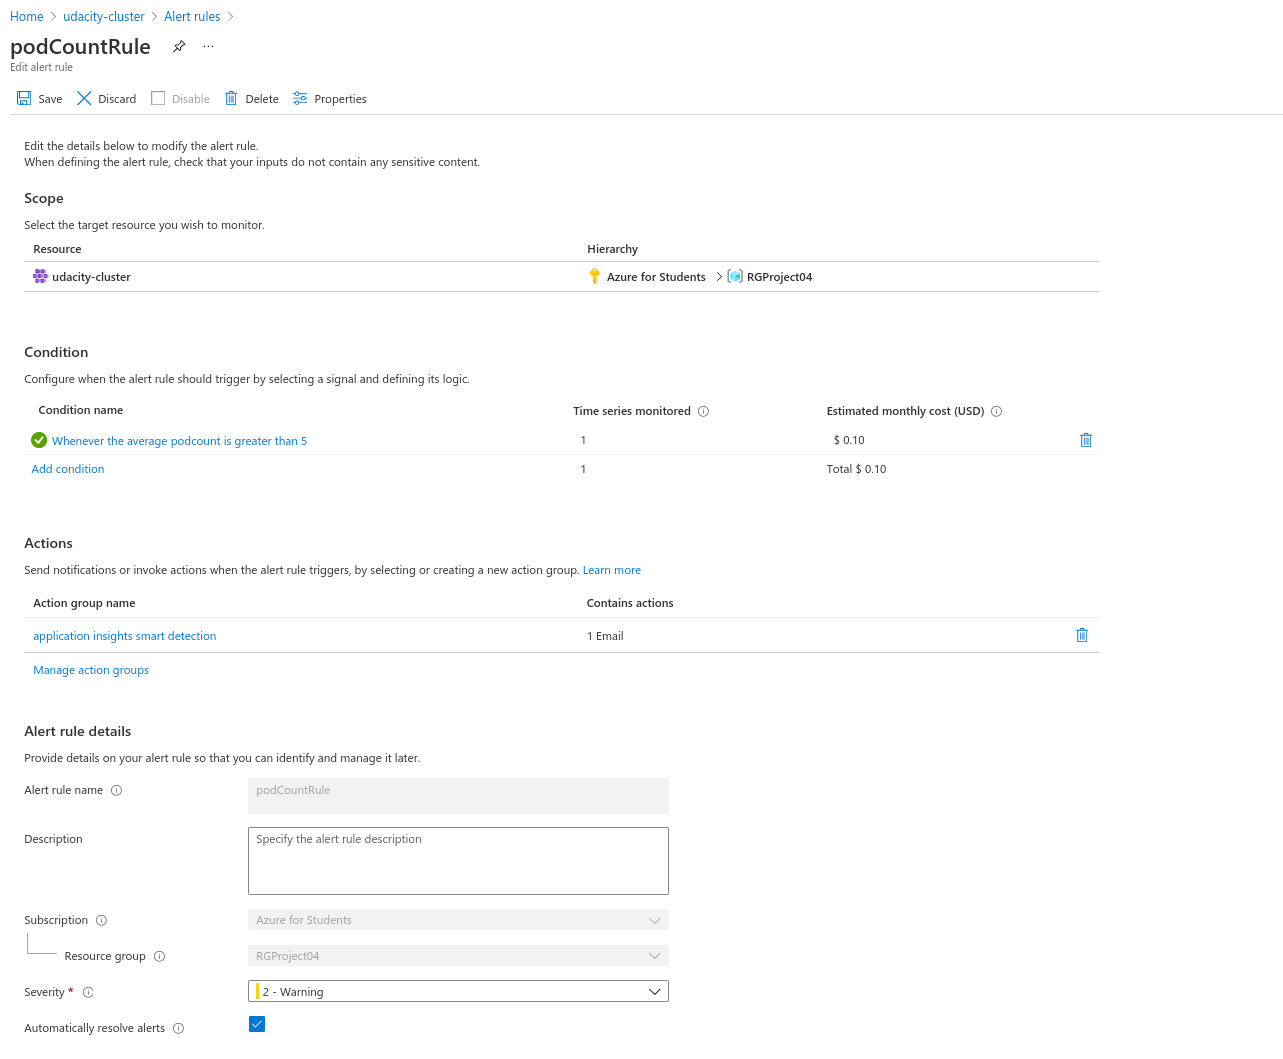 Home > udacity-cluster > Alert rules >
podCountRule ...
Edit alert rule
Save Discard Disable Delete Properties
Edit the details below to modify the alert rule.
When defining the alert rule, check that your inputs do not contain any sensitive content.
Scope
Select the target resource you wish to monitor.
Resource Hierarchy
udacity-cluster Azure for Students > RGProject04
Condition
Configure when the alert rule should trigger by selecting a signal and defining its logic.
Condition name Time series monitored Estimated monthly cost (USD)
Whenever the average podcount is greater than 5 1 $ 0.10
Add condition 1 Total $ 0.10
Actions
Send notifications or invoke actions when the alert rule triggers, by selecting or creating a new action group. Learn more
Action group name Contains actions
application insights smart detection 1 Email
Manage action groups
Alert rule details
Provide details on your alert rule so that you can identify and manage it later.
Alert rule name podCountRule
Description Specify the alert rule description
Subscription Azure for Students
Resource group RGProject04
Severity * 2 - Warning
Automatically resolve alerts